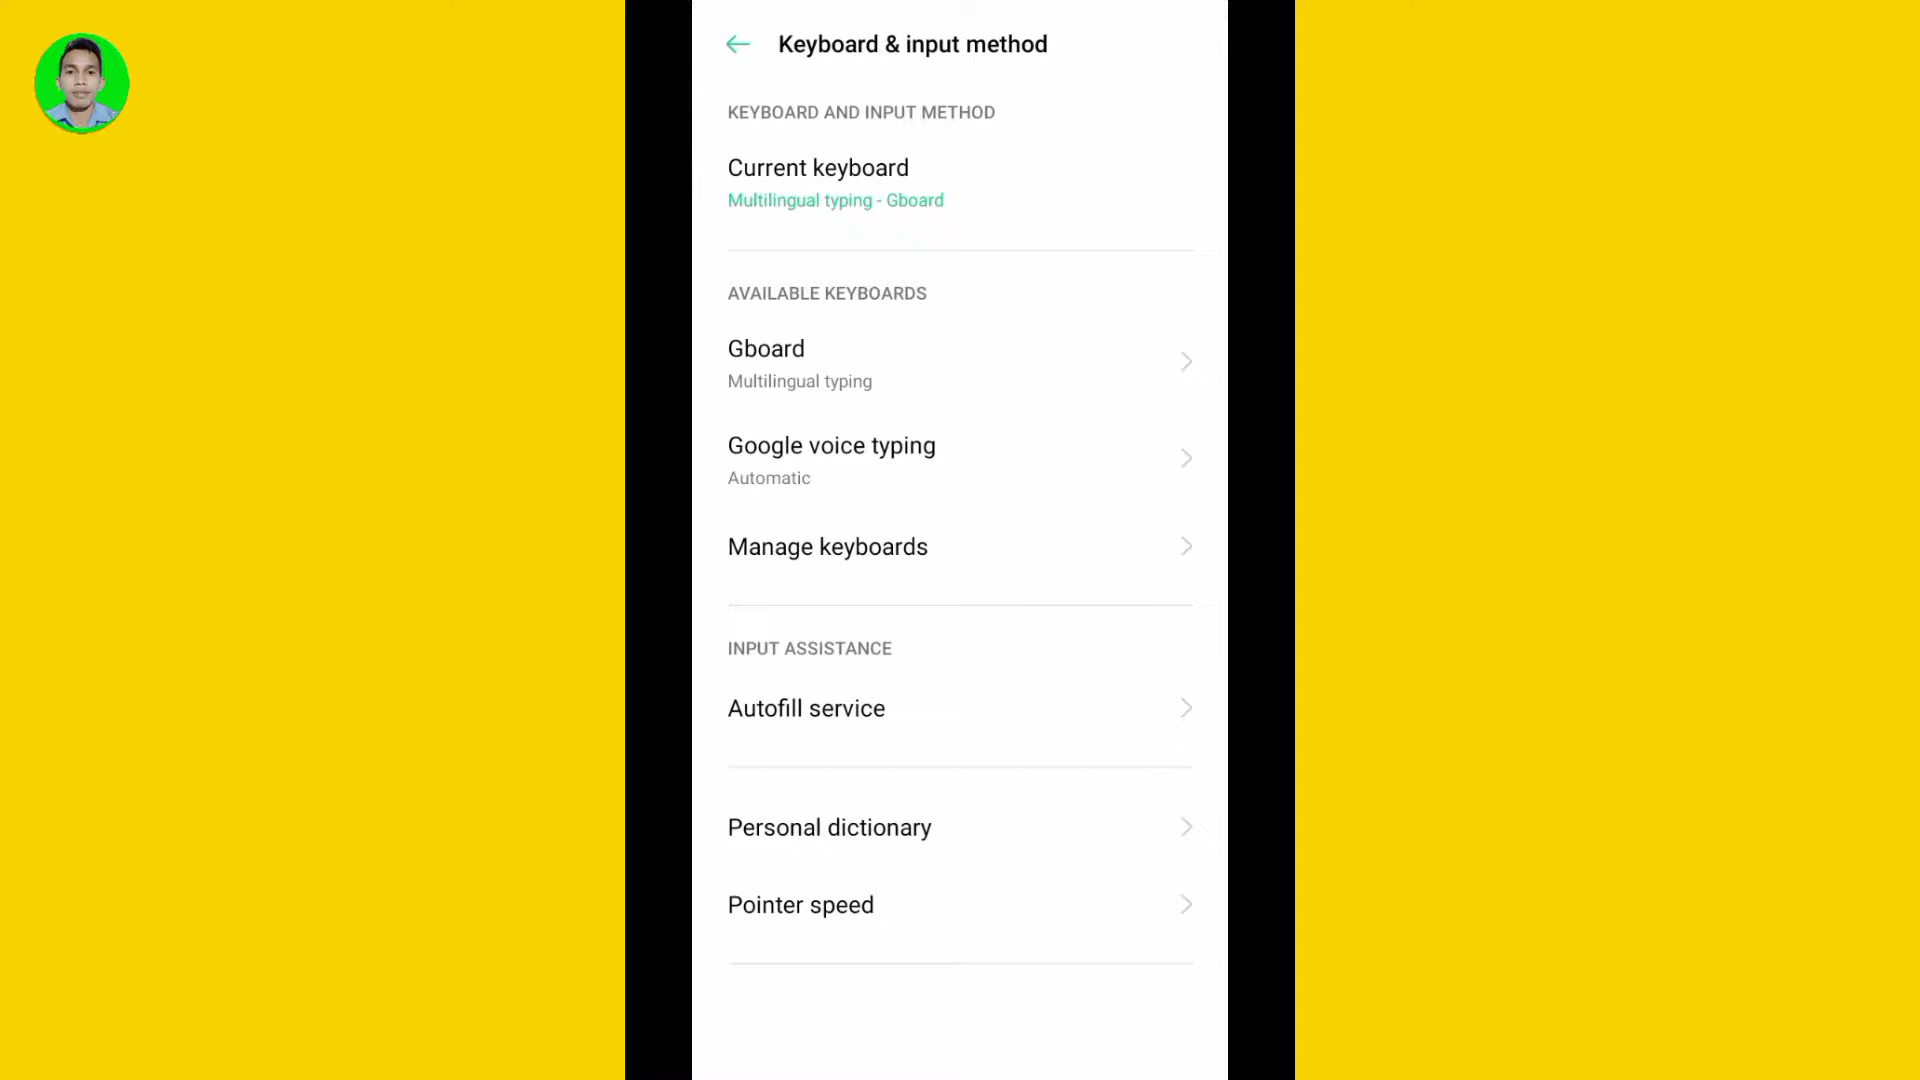 Keyboard & input method
KEYBOARD AND INPUT METHOD
Current keyboard
Multilingual typing - Gboard
AVAILABLE KEYBOARDS
Gboard
Multilingual typing
Google voice typing
Automatic
Manage keyboards
INPUT ASSISTANCE
Autofill service
Personal dictionary
Pointer speed